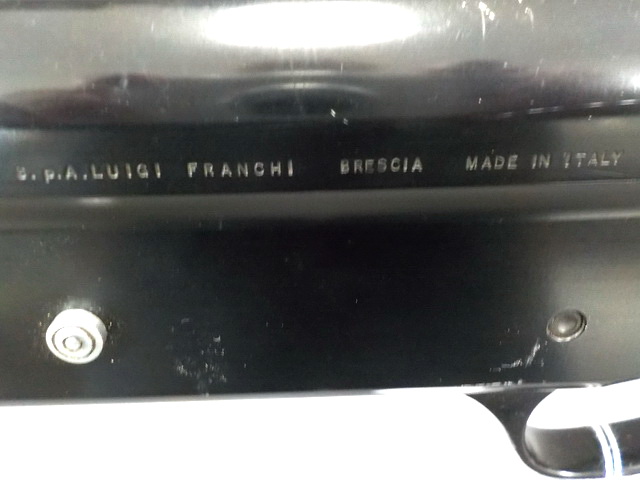 S.p.A. LUIGI FRANCHI BRESCIA MADE IN ITALY